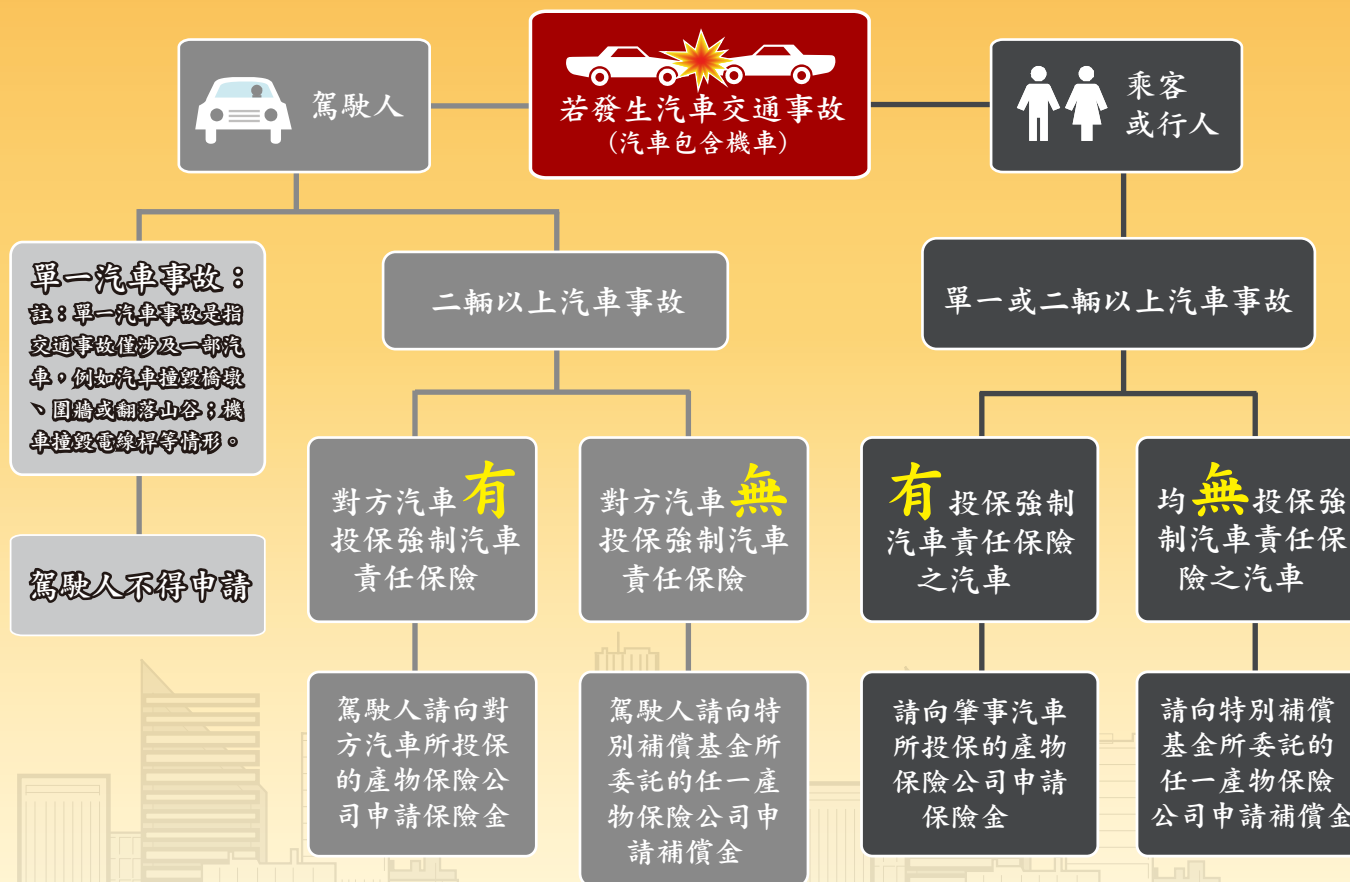 若發生汽車交通事故
(汽車包含機車)
駕駛人
乘客
或行人
單一汽車事故：
註：單一汽車事故是指
交通事故僅涉及一部汽
車，例如汽車撞毀橋墩
、圍牆或翻落山谷；機
車撞毀電線桿等情形。
駕駛人不得申請
二輛以上汽車事故
對方汽車有
投保強制汽車
責任保險
駕駛人請向對
方汽車所投保
的產物保險公
司申請保險金
對方汽車無
投保強制汽車
責任保險
駕駛人請向特
別補償基金所
委託的任一產
物保險公司申
請補償金
單一或二輛以上汽車事故
有投保強制
汽車責任保險
之汽車
請向肇事汽車
所投保的產物
保險公司申請
保險金
均無投保強
制汽車責任保
險之汽車
請向特別補償
基金所委託的
任一產物保險
公司申請補償金